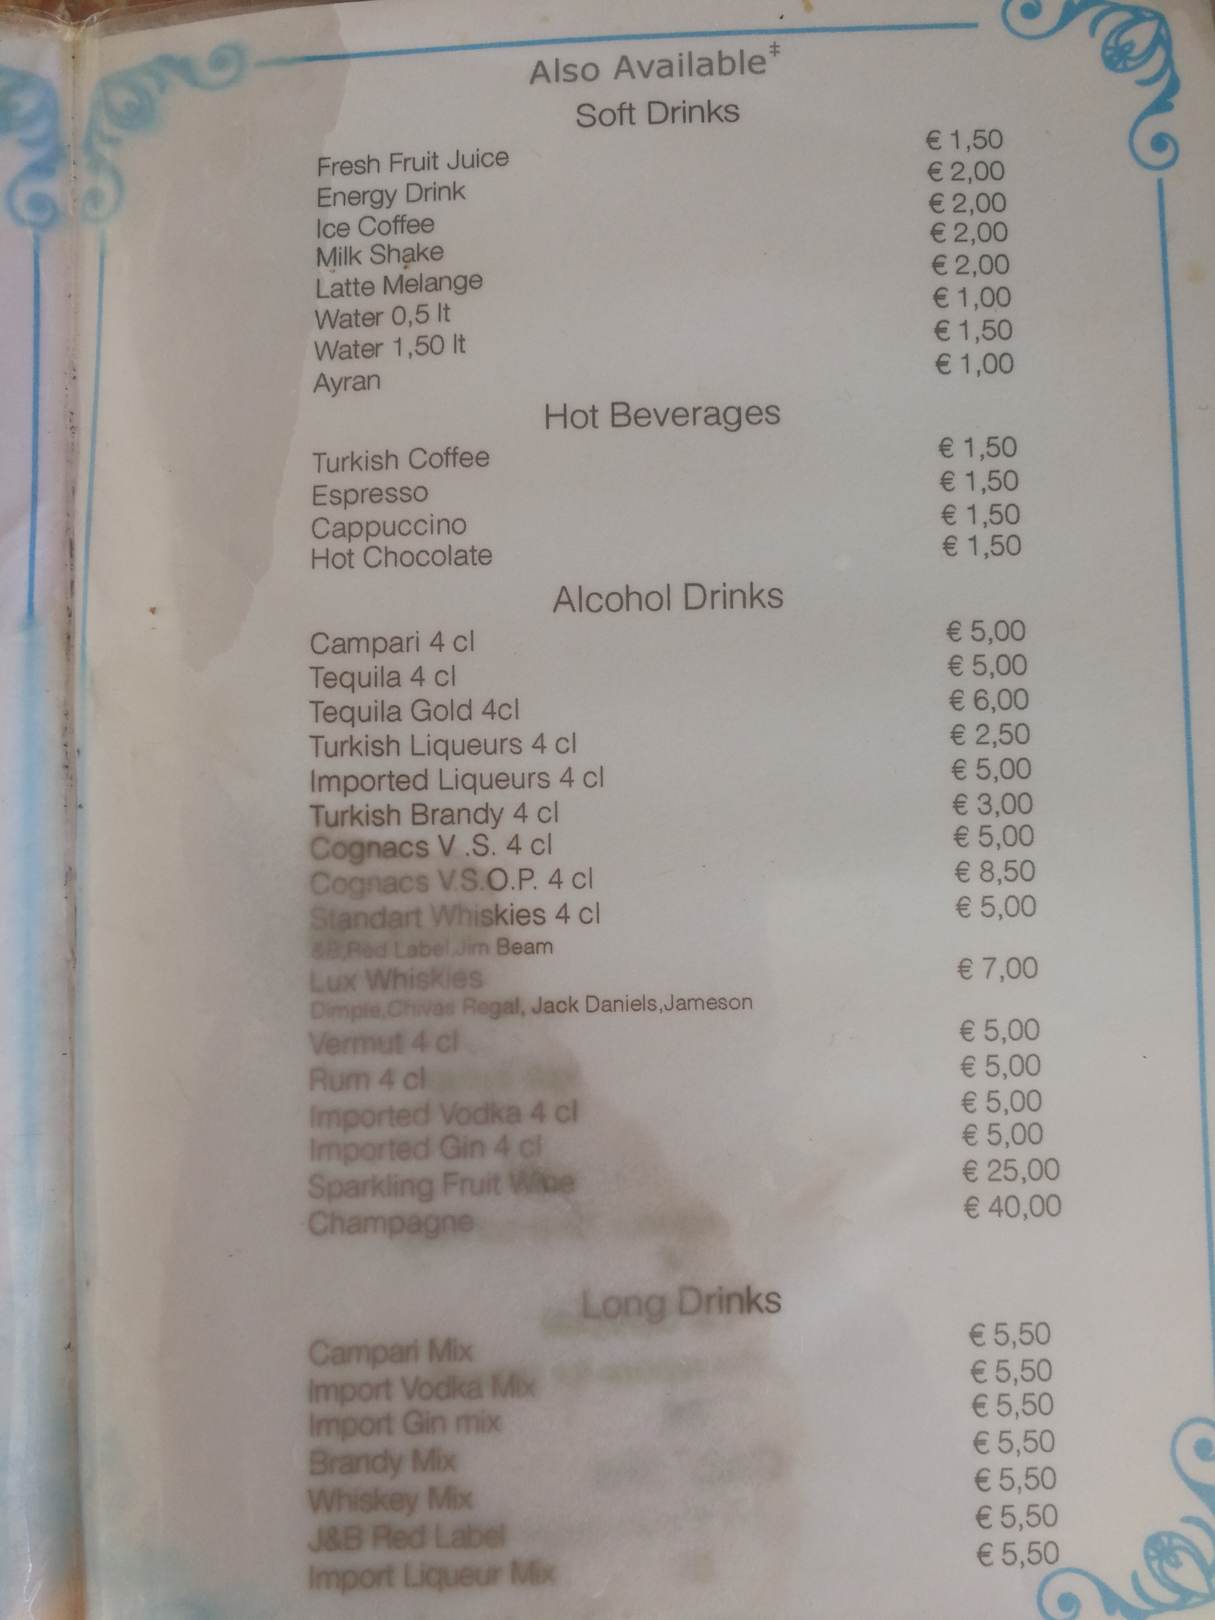 Also Available‡
Soft Drinks
Fresh Fruit Juice € 1,50
Energy Drink € 2,00
Ice Coffee € 2,00
Milk Shake € 2,00
Latte Melange € 2,00
Water 0,5 lt € 1,00
Water 1,50 lt € 1,50
Ayran € 1,00
Hot Beverages
Turkish Coffee € 1,50
Espresso € 1,50
Cappuccino € 1,50
Hot Chocolate € 1,50
Alcohol Drinks
Campari 4 cl € 5,00
Tequila 4 cl € 5,00
Tequila Gold 4cl € 6,00
Turkish Liqueurs 4 cl € 2,50
Imported Liqueurs 4 cl € 5,00
Turkish Brandy 4 cl € 3,00
Cognacs V .S. 4 cl € 5,00
Cognacs V.S.O.P. 4 cl € 8,50
Standart Whiskies 4 cl € 5,00
&B,Red Label,Jim Beam
Lux Whiskies € 7,00
Dimple,Chivas Regal, Jack Daniels,Jameson
Vermut 4 cl € 5,00
Rum 4 cl € 5,00
Imported Vodka 4 cl € 5,00
Imported Gin 4 cl € 5,00
Sparkling Fruit Wine € 25,00
Champagne € 40,00
Long Drinks
Campari Mix € 5,50
Import Vodka Mix € 5,50
Import Gin mix € 5,50
Brandy Mix € 5,50
Whiskey Mix € 5,50
J&B Red Label € 5,50
Import Liqueur Mix € 5,50